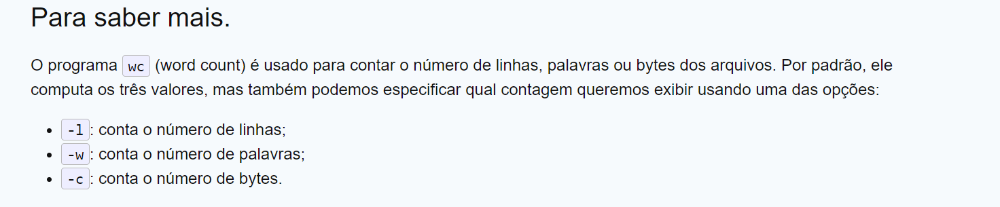 Para saber mais.
O programa wc (word count) é usado para contar o número de linhas, palavras ou bytes dos arquivos. Por padrão, ele
computa os três valores, mas também podemos especificar qual contagem queremos exibir usando uma das opções:
• -l: conta o número de linhas;
• -w: conta o número de palavras;
• -c: conta o número de bytes.